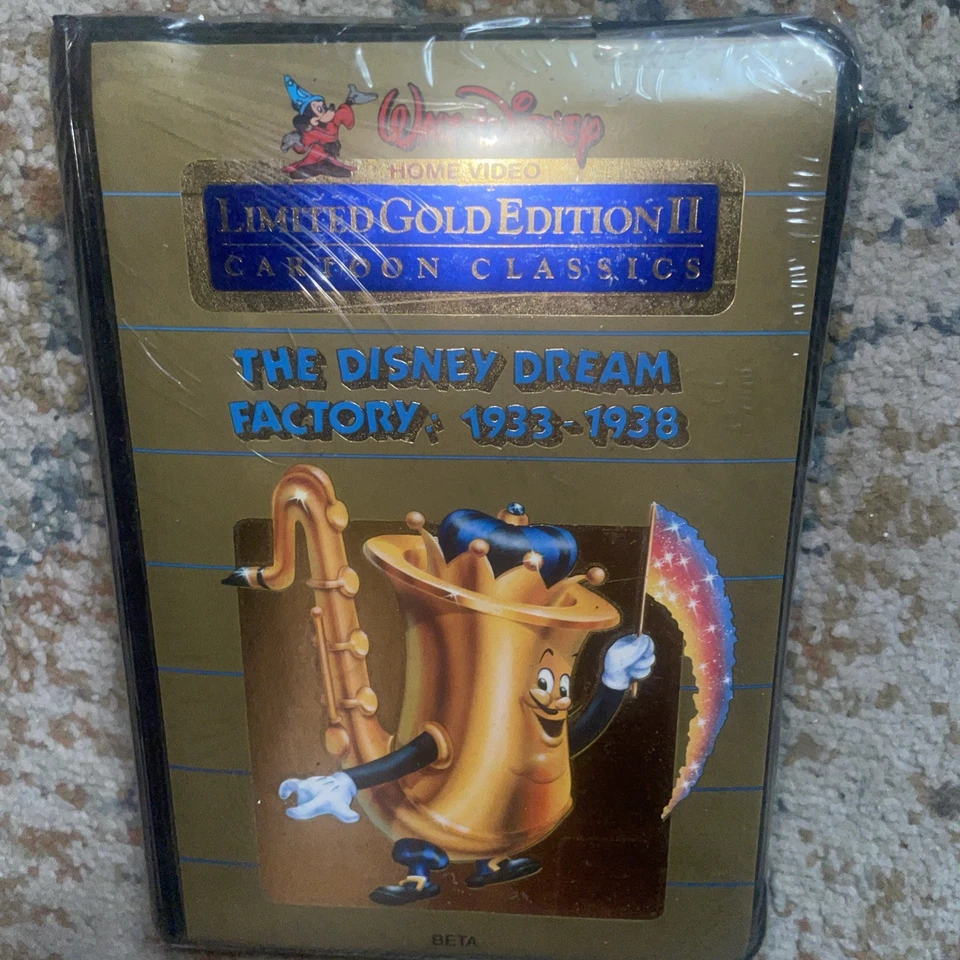 Walt Disney
HOME VIDEO
LIMITED GOLD EDITION II
CARTOON CLASSICS
THE DISNEY DREAM
FACTORY: 1933-1938
BETA